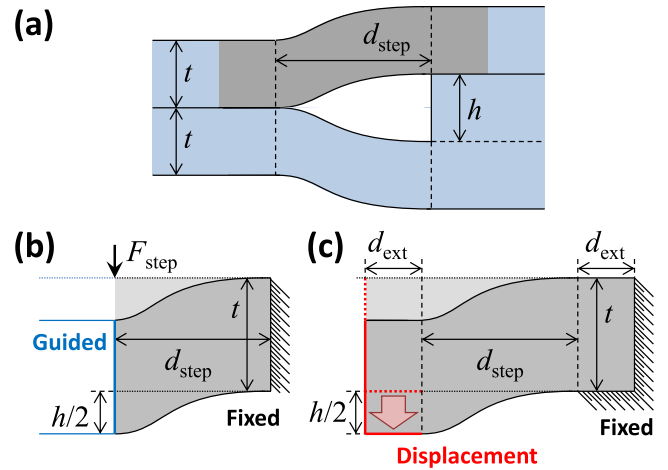 (a)
d_step
t
h
t
(b)
(c)
F_step
d_ext
d_ext
Guided
t
d_step
d_step
t
h/2
Fixed
h/2
Fixed
Displacement